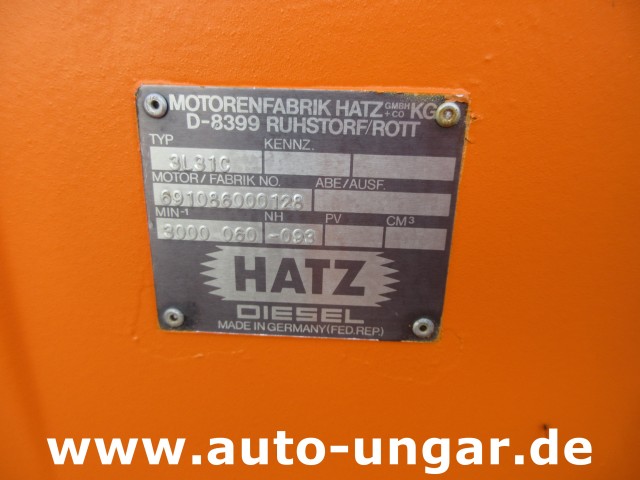 MOTORENFABRIK HATZ GMBH + CO KG
D-8399 RUHSTORF/ROTT
TYP KENNZ.
3L31C
MOTOR/FABRIK NO. ABE/AUSF.
691086000128
MIN-1 NH PV CM3
3000 060 -093
HATZ
DIESEL
MADE IN GERMANY (FED. REP.)
www.auto-ungar.de